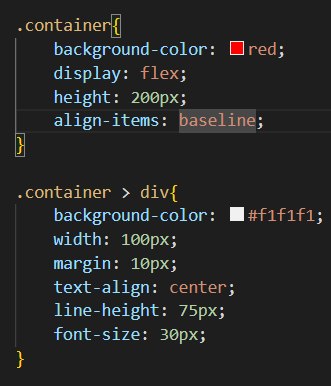 .container{
    background-color: red;
    display: flex;
    height: 200px;
    align-items: baseline;
}

.container > div{
    background-color: #f1f1f1;
    width: 100px;
    margin: 10px;
    text-align: center;
    line-height: 75px;
    font-size: 30px;
}